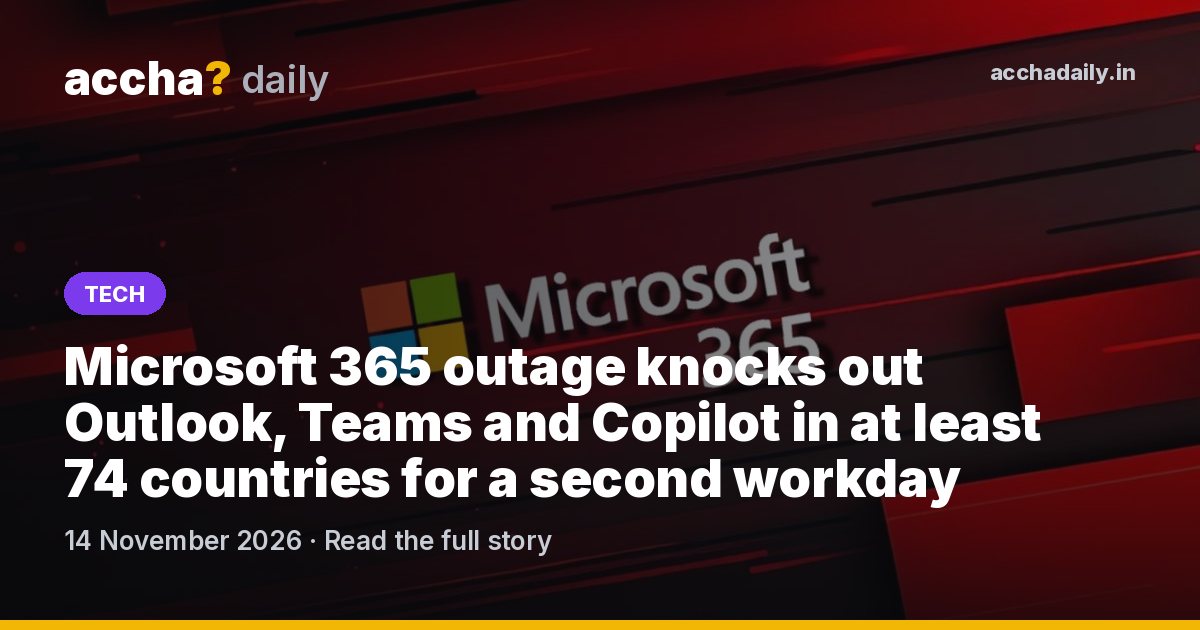 accha? daily
acchadaily.in
Microsoft
365
TECH
Microsoft 365 outage knocks out
Outlook, Teams and Copilot in at least
74 countries for a second workday
14 November 2026 · Read the full story